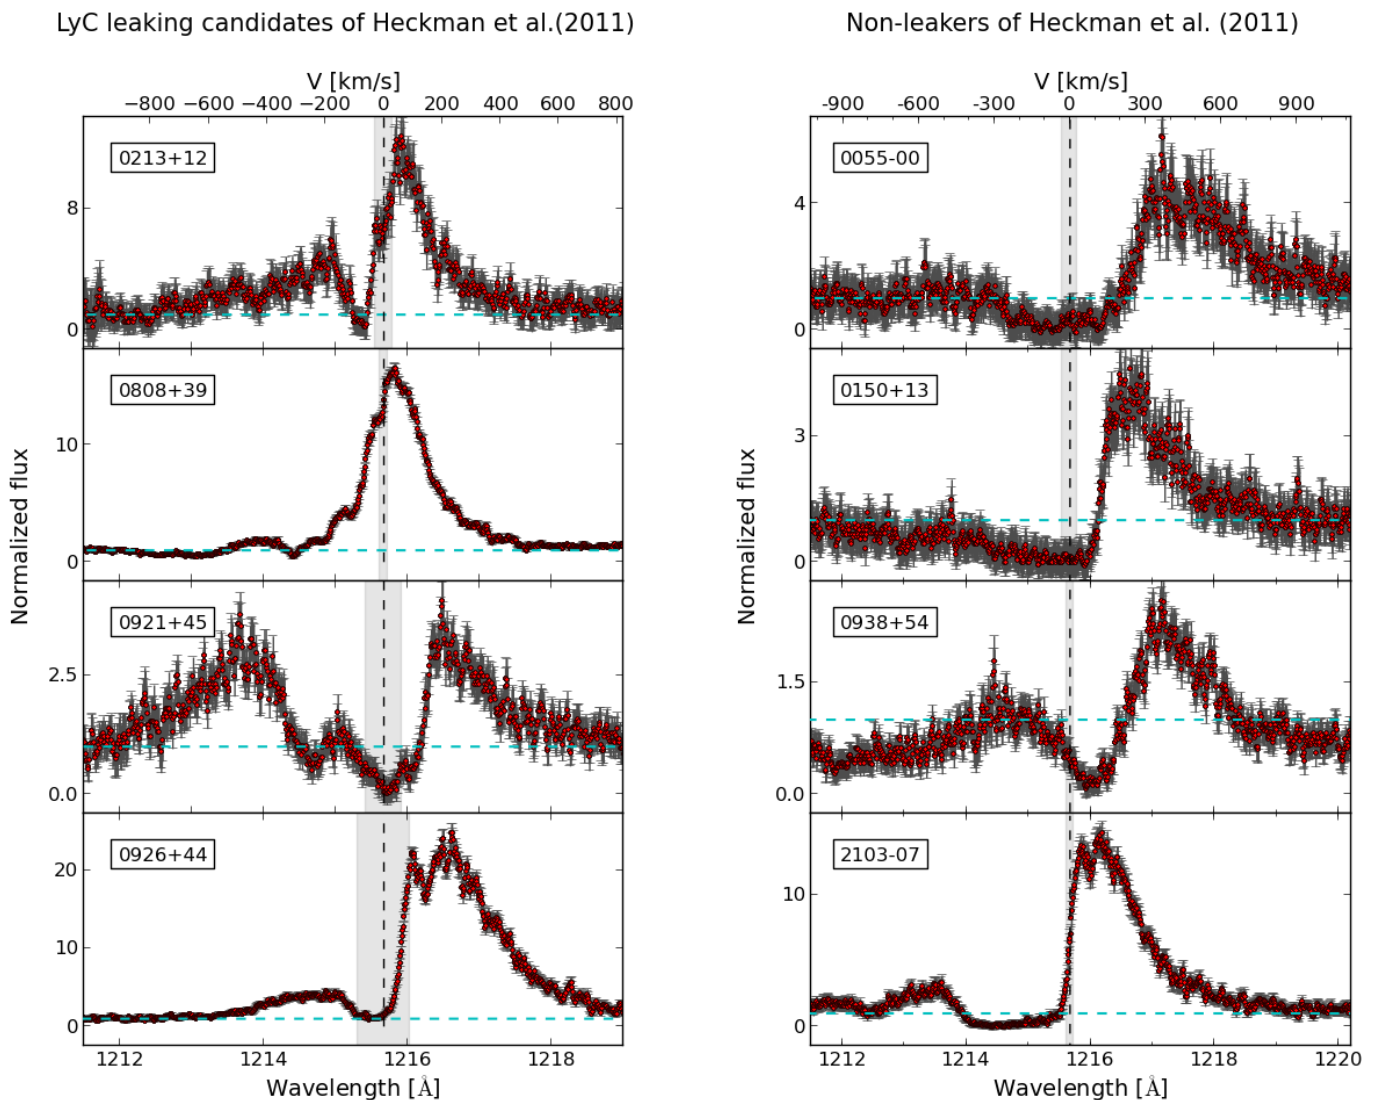 LyC leaking candidates of Heckman et al.(2011)
V [km/s]
−800 −600 −400 −200 0 200 400 600 800
0213+12
8
0
0808+39
10
0
0921+45
2.5
0.0
0926+44
20
10
0
Normalized flux
1212 1214 1216 1218
Wavelength [Å]
Non-leakers of Heckman et al. (2011)
V [km/s]
-900 -600 -300 0 300 600 900
0055-00
4
0
0150+13
3
0
0938+54
1.5
0.0
2103-07
10
0
Normalized flux
1212 1214 1216 1218 1220
Wavelength [Å]